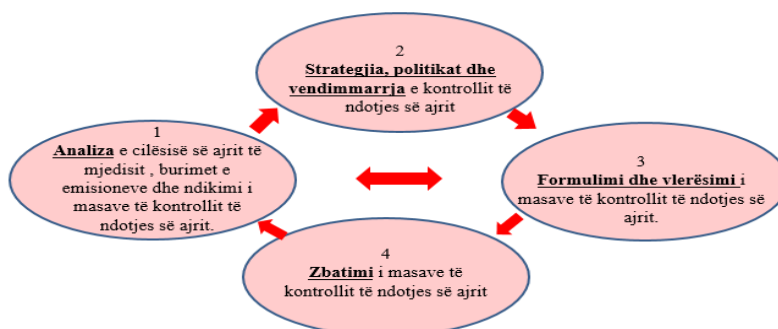 1
Analiza e cilësisë së ajrit të
mjedisit , burimet e
emisioneve dhe ndikimi i
masave të kontrollit të
ndotjes së ajrit.
2
Strategjia, politikat dhe
vendimmarrja e kontrollit të
ndotjes së ajrit
3
Formulimi dhe vlerësimi i
masave të kontrollit të ndotjes së
ajrit.
4
Zbatimi i masave të
kontrollit të ndotjes së ajrit